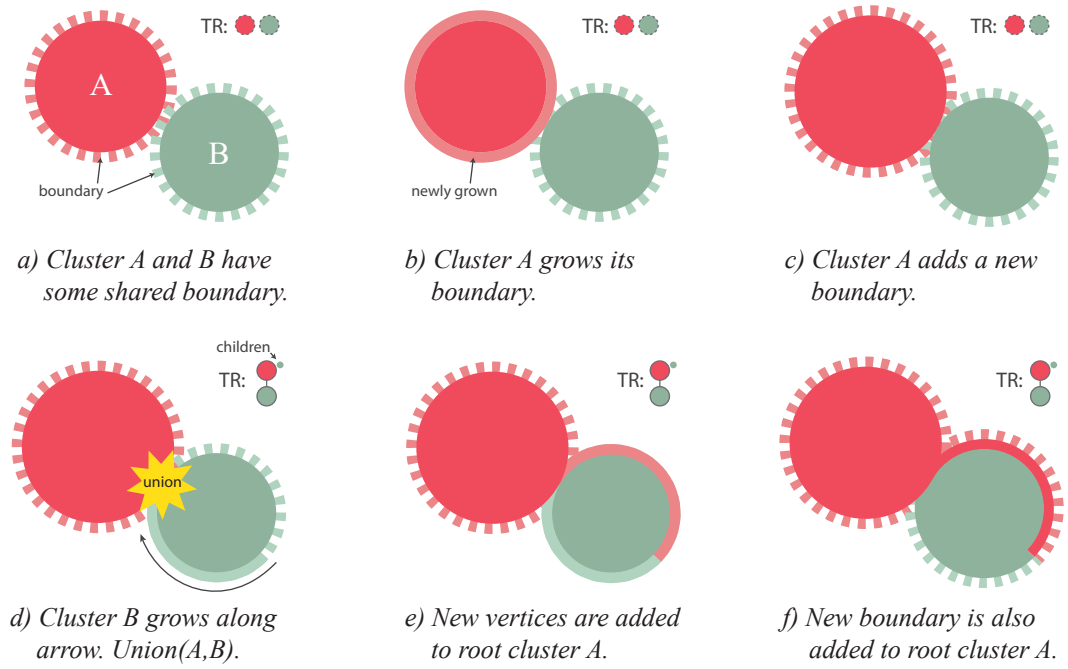 TR:
TR:
TR:
A
B
boundary
newly grown
a) Cluster A and B have
some shared boundary.
b) Cluster A grows its
boundary.
c) Cluster A adds a new
boundary.
children
TR:
TR:
TR:
union
d) Cluster B grows along
arrow. Union(A,B).
e) New vertices are added
to root cluster A.
f) New boundary is also
added to root cluster A.